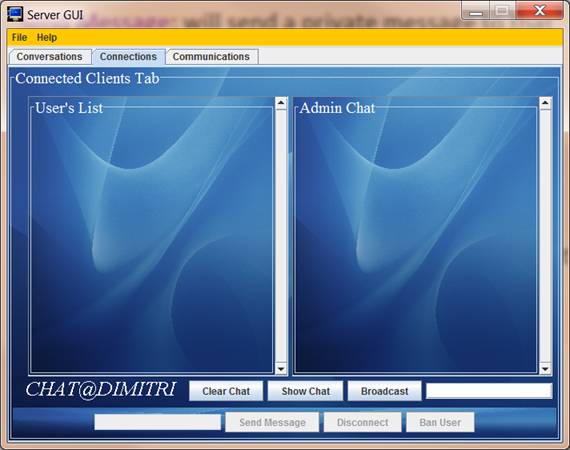 Server GUI
Message: will send a private message to that
File Help
Conversations Connections Communications
Connected Clients Tab
User's List Admin Chat
CHAT@DIMITRI Clear Chat Show Chat Broadcast
Send Message Disconnect Ban User